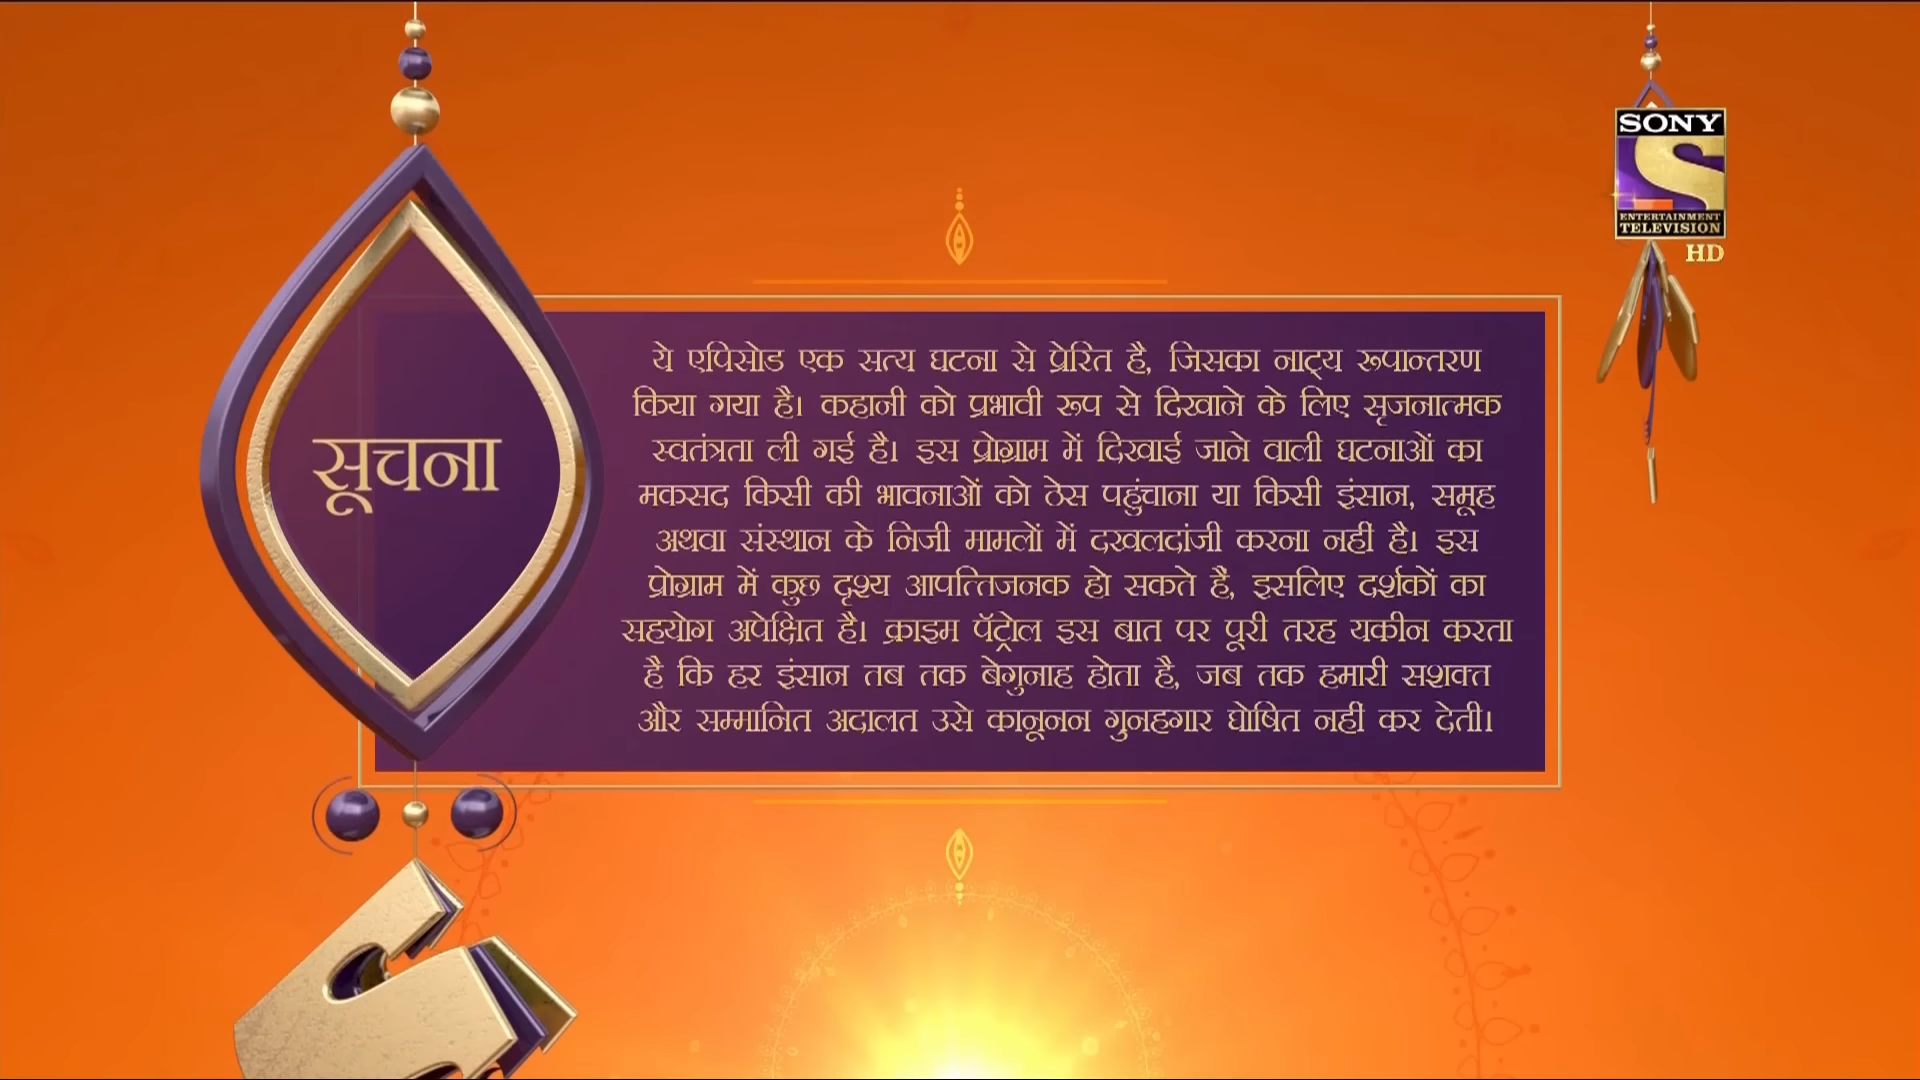 SONY
ENTERTAINMENT
TELEVISION
HD
सूचना
ये एपिसोड एक सत्य घटना से प्रेरित है, जिसका नाट्य रूपान्तरण
किया गया है। कहानी को प्रभावी रूप से दिखाने के लिए सृजनात्मक
स्वतंत्रता ली गई है। इस प्रोग्राम में दिखाई जाने वाली घटनाओं का
मकसद किसी की भावनाओं को ठेस पहुंचाना या किसी इंसान, समूह
अथवा संस्थान के निजी मामलों में दखलदांजी करना नहीं है। इस
प्रोग्राम में कुछ दृश्य आपत्तिजनक हो सकते हैं, इसलिए दर्शकों का
सहयोग अपेक्षित है। क्राइम पॅट्रोल इस बात पर पूरी तरह यकीन करता
है कि हर इंसान तब तक बेगुनाह होता है, जब तक हमारी सशक्त
और सम्मानित अदालत उसे कानूनन गुनहगार घोषित नहीं कर देती।